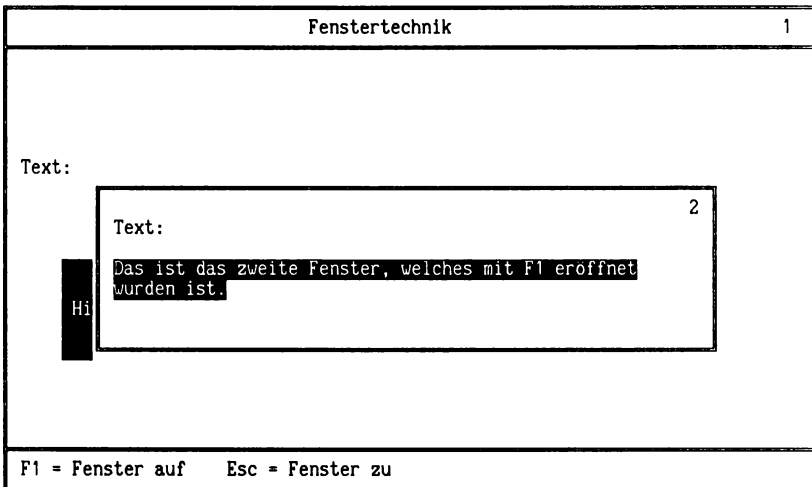 Fenstertechnik 1
Text:
2
Text:
Das ist das zweite Fenster, welches mit F1 eröffnet
wurden ist.
Hi
F1 = Fenster auf Esc = Fenster zu